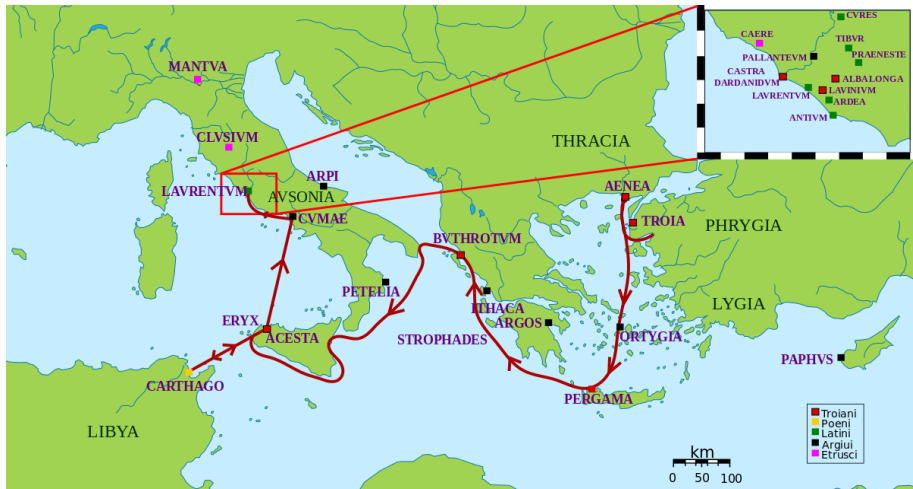 CVRES
CAERE
TIBVR
PALLANTEVM
PRAENESTE
CASTRA
DARDANIDVM
ALBALONGA
LAVINIVM
LAVRENTVM
ARDEA
ANTIVM
MANTVA
CLVSIVM
THRACIA
ARPI
LAVRENTVM
AVSONIA
AENEA
CVMAE
TROIA
PHRYGIA
BVTHROTVM
PETELIA
ITHACA
LYGIA
ERYX
ACESTA
ARGOS
ORTYGIA
STROPHADES
PAPHVS
CARTHAGO
PERGAMA
LIBYA
km
0 50 100
Troiani
Poeni
Latini
Argiui
Etrusci